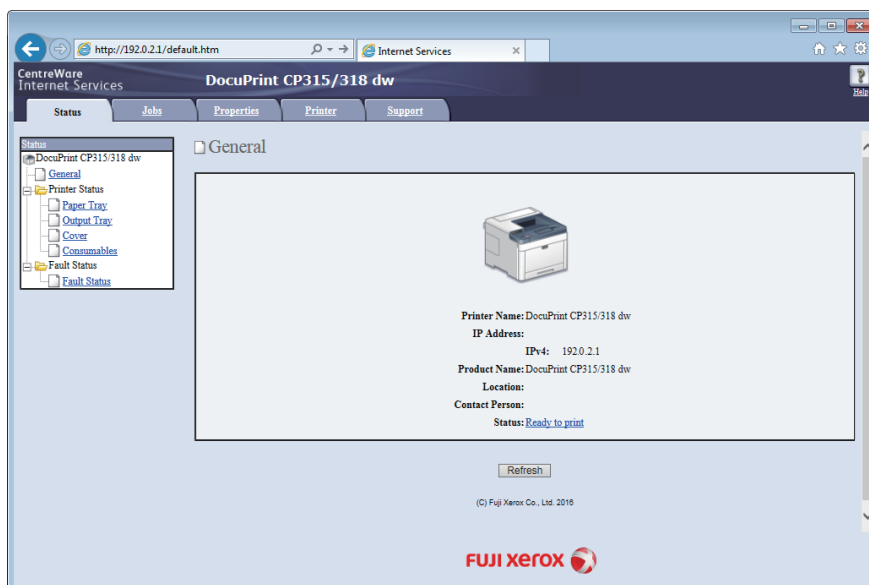 http://192.0.2.1/default.htm
Internet Services
CentreWare
Internet Services
DocuPrint CP315/318 dw
?
Help
Status
Jobs
Properties
Printer
Support
Status
DocuPrint CP315/318 dw
General
Printer Status
Paper Tray
Output Tray
Cover
Consumables
Fault Status
Fault Status
General
Printer Name: DocuPrint CP315/318 dw
IP Address:
IPv4: 192.0.2.1
Product Name: DocuPrint CP315/318 dw
Location:
Contact Person:
Status: Ready to print
Refresh
(C) Fuji Xerox Co., Ltd. 2016
FUJI xerox